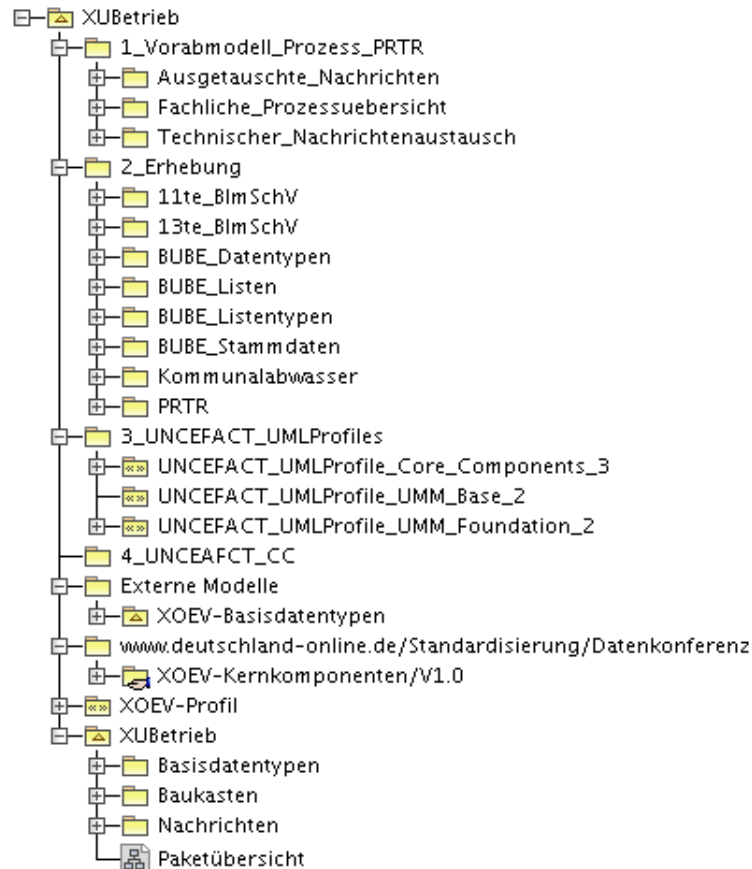 XUBetrieb
1_Vorabmodell_Prozess_PRTR
Ausgetauschte_Nachrichten
Fachliche_Prozessuebersicht
Technischer_Nachrichtenaustausch
2_Erhebung
11te_BImSchV
13te_BImSchV
BUBE_Datentypen
BUBE_Listen
BUBE_Listentypen
BUBE_Stammdaten
Kommunalabwasser
PRTR
3_UNCEFACT_UMLProfiles
UNCEFACT_UMLProfile_Core_Components_3
UNCEFACT_UMLProfile_UMM_Base_2
UNCEFACT_UMLProfile_UMM_Foundation_2
4_UNCEAFCT_CC
Externe Modelle
XOEV-Basisdatentypen
www.deutschland-online.de/Standardisierung/Datenkonferenz
XOEV-Kernkomponenten/V1.0
XOEV-Profil
XUBetrieb
Basisdatentypen
Baukasten
Nachrichten
Paketübersicht